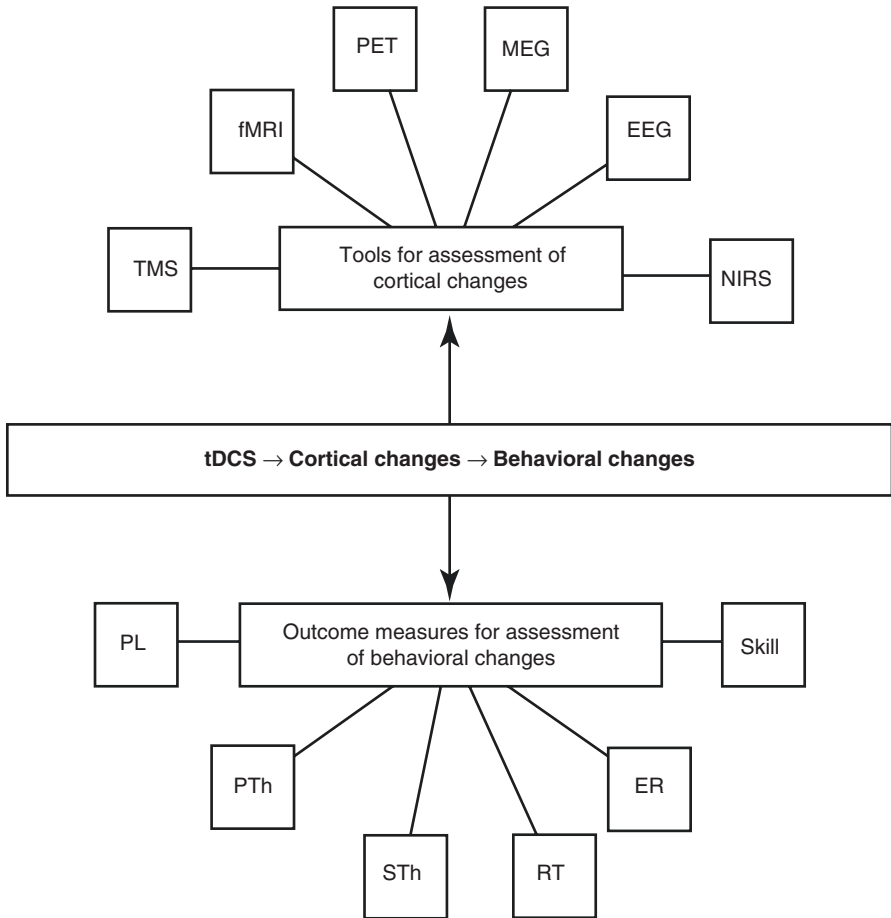 PET
MEG
fMRI
EEG
TMS
Tools for assessment of
cortical changes
NIRS
tDCS → Cortical changes → Behavioral changes
PL
Outcome measures for assessment
of behavioral changes
Skill
PTh
ER
STh
RT